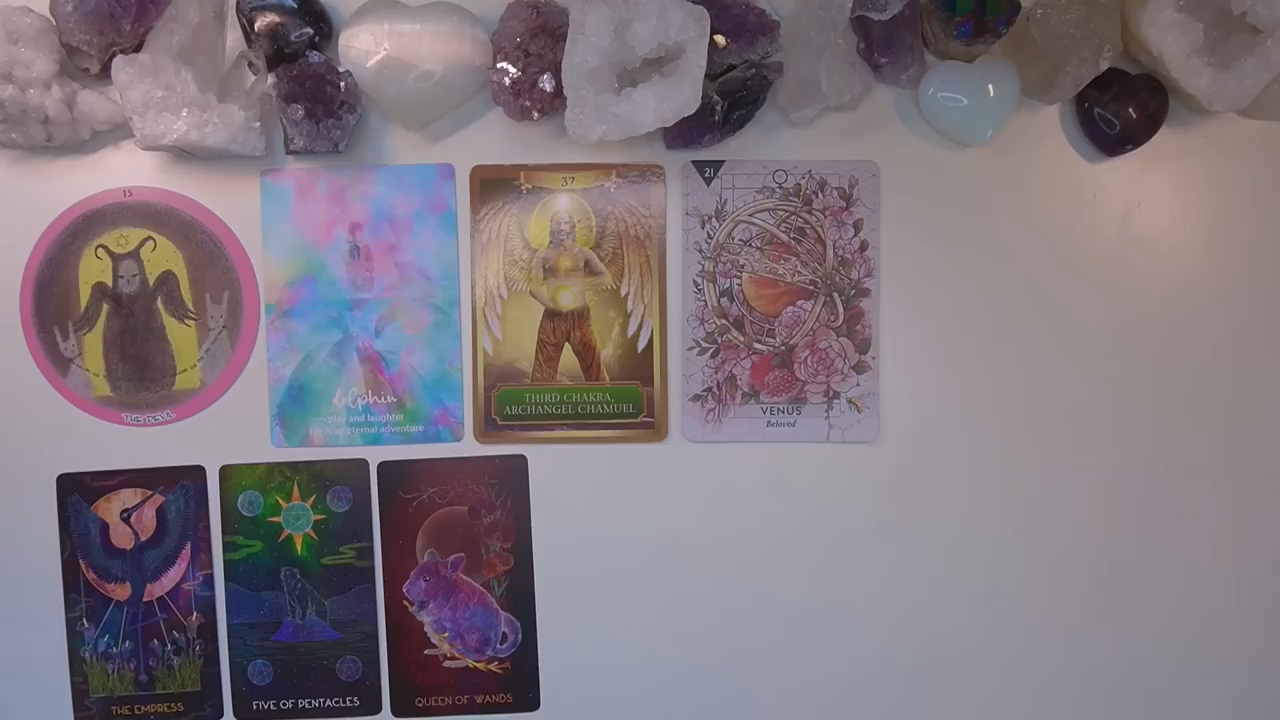 15
THE DEVIL
dolphin
play and laughter
eternal adventure
37
THIRD CHAKRA,
ARCHANGEL CHAMUEL
21
VENUS
Beloved
THE EMPRESS
FIVE OF PENTACLES
QUEEN OF WANDS